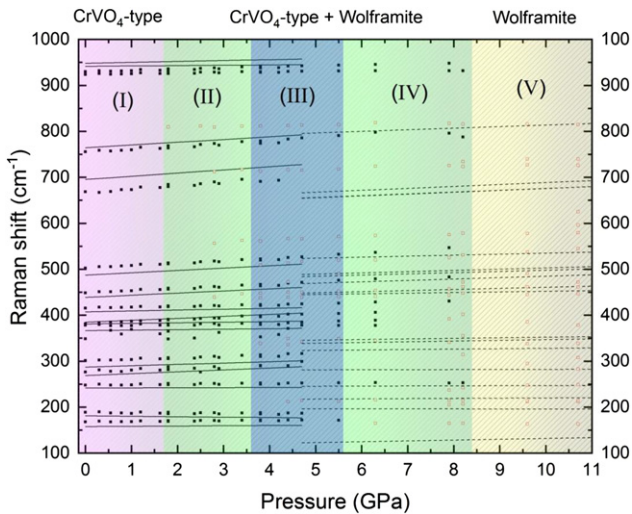 CrVO₄-type CrVO₄-type + Wolframite Wolframite
1000 100
900 900
800 800
700 700
600 600
500 500
400 400
300 300
200 200
100 100
(I) (II) (III) (IV) (V)
Raman shift (cm⁻¹)
0 1 2 3 4 5 6 7 8 9 10 11
Pressure (GPa)